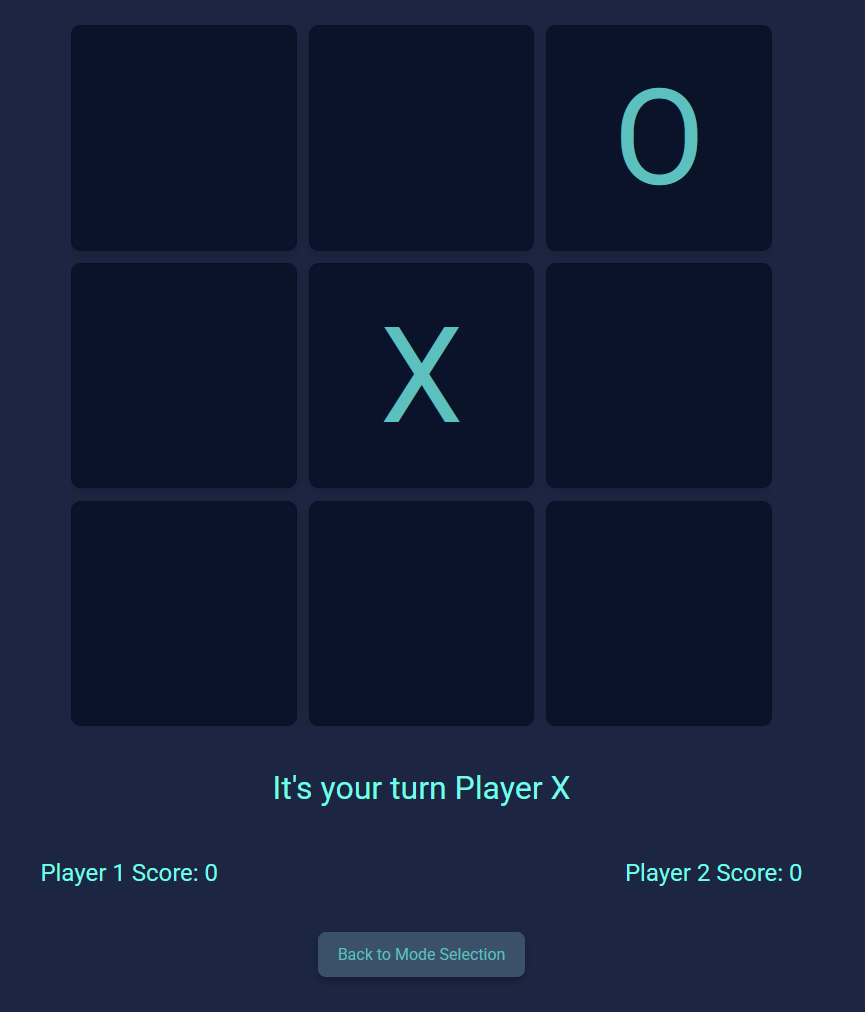 O
X
It's your turn Player X
Player 1 Score: 0
Player 2 Score: 0
Back to Mode Selection